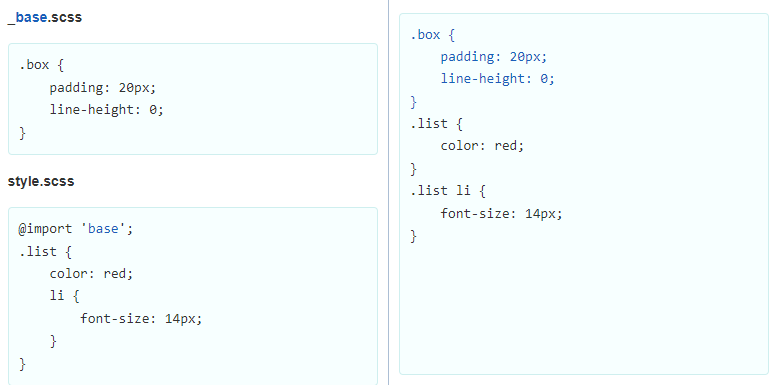 _base.scss
.box {
    padding: 20px;
    line-height: 0;
}
style.scss
@import 'base';
.list {
    color: red;
    li {
        font-size: 14px;
    }
}
.box {
    padding: 20px;
    line-height: 0;
}
.list {
    color: red;
}
.list li {
    font-size: 14px;
}